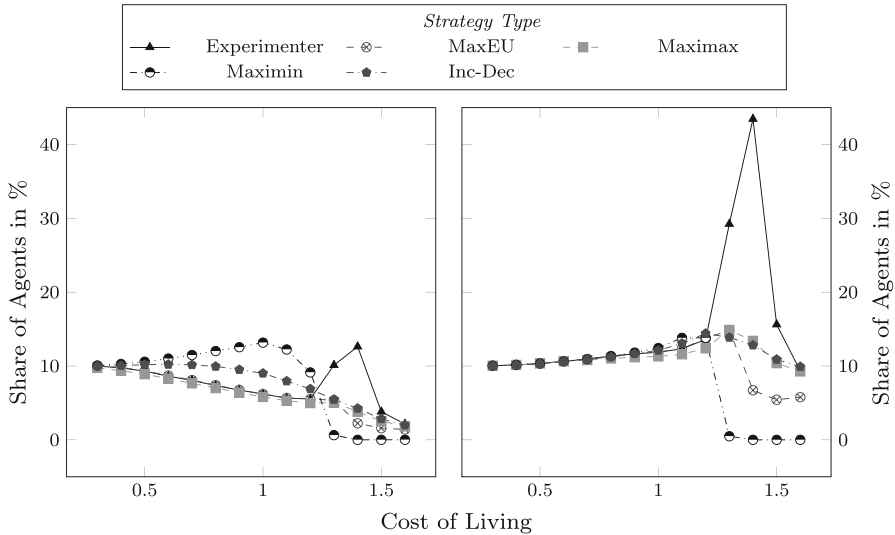 Strategy Type
Experimenter MaxEU Maximax
Maximin Inc-Dec
Share of Agents in %
40
30
20
10
0
0.5 1 1.5
40
30
20
10
0
0.5 1 1.5
Share of Agents in %
Cost of Living